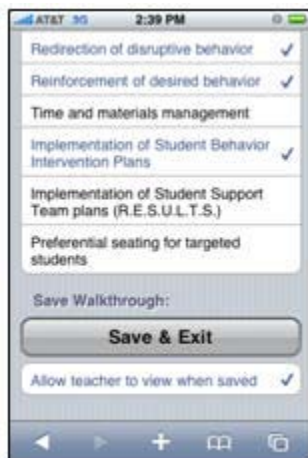 AT&T 3G 2:39 PM
Redirection of disruptive behavior
Reinforcement of desired behavior
Time and materials management
Implementation of Student Behavior
Intervention Plans
Implementation of Student Support
Team plans (R.E.S.U.L.T.S.)
Preferential seating for targeted
students
Save Walkthrough:
Save & Exit
Allow teacher to view when saved